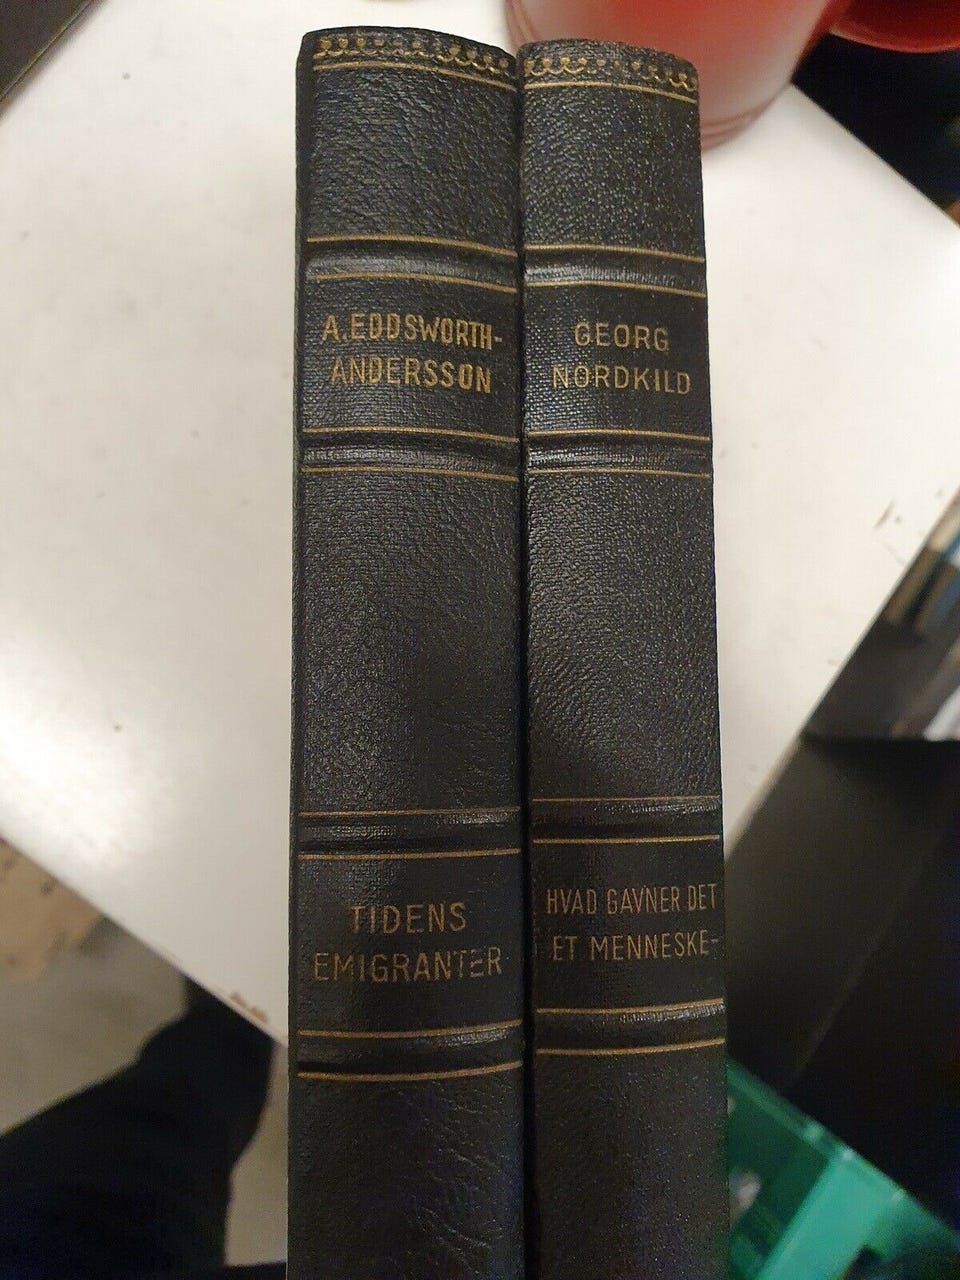 A.EDDSWORTH-
ANDERSSON
TIDENS
EMIGRANTER
GEORG
NORDKILD
HVAD GAVNER DET
ET MENNESKE-